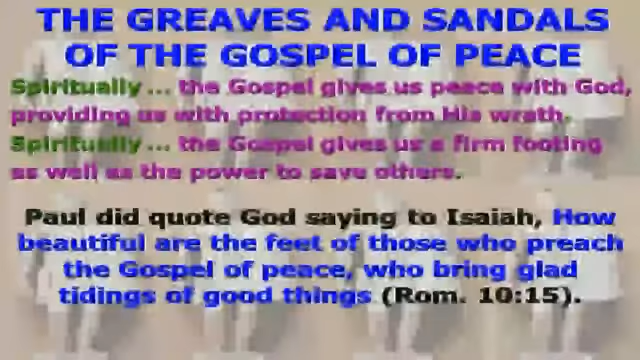 THE GREAVES AND SANDALS
OF THE GOSPEL OF PEACE
Spiritually... the Gospel gives us peace with God,
providing us with protection from His wrath.
Spiritually... the Gospel gives us a firm footing
as well as the power to save others.
Paul did quote God saying to Isaiah, How
beautiful are the feet of those who preach
the Gospel of peace, who bring glad
tidings of good things (Rom. 10:15).